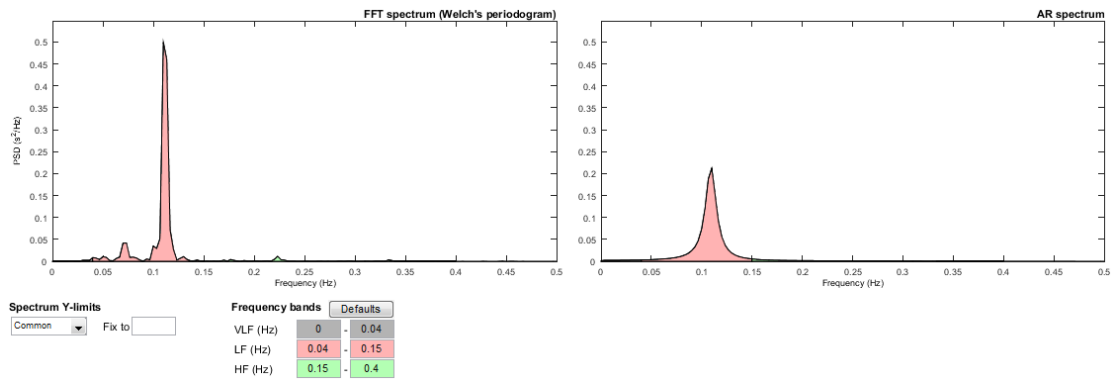 FFT spectrum (Welch's periodogram)
AR spectrum
PSD (s²/Hz)
0.5
0.45
0.4
0.35
0.3
0.25
0.2
0.15
0.1
0.05
0
0 0.05 0.1 0.15 0.2 0.25 0.3 0.35 0.4 0.45 0.5
Frequency (Hz)
0.5
0.45
0.4
0.35
0.3
0.25
0.2
0.15
0.1
0.05
0
0 0.05 0.1 0.15 0.2 0.25 0.3 0.35 0.4 0.45 0.5
Frequency (Hz)
Spectrum Y-limits
Common Fix to
Frequency bands Defaults
VLF (Hz) 0 - 0.04
LF (Hz) 0.04 - 0.15
HF (Hz) 0.15 - 0.4